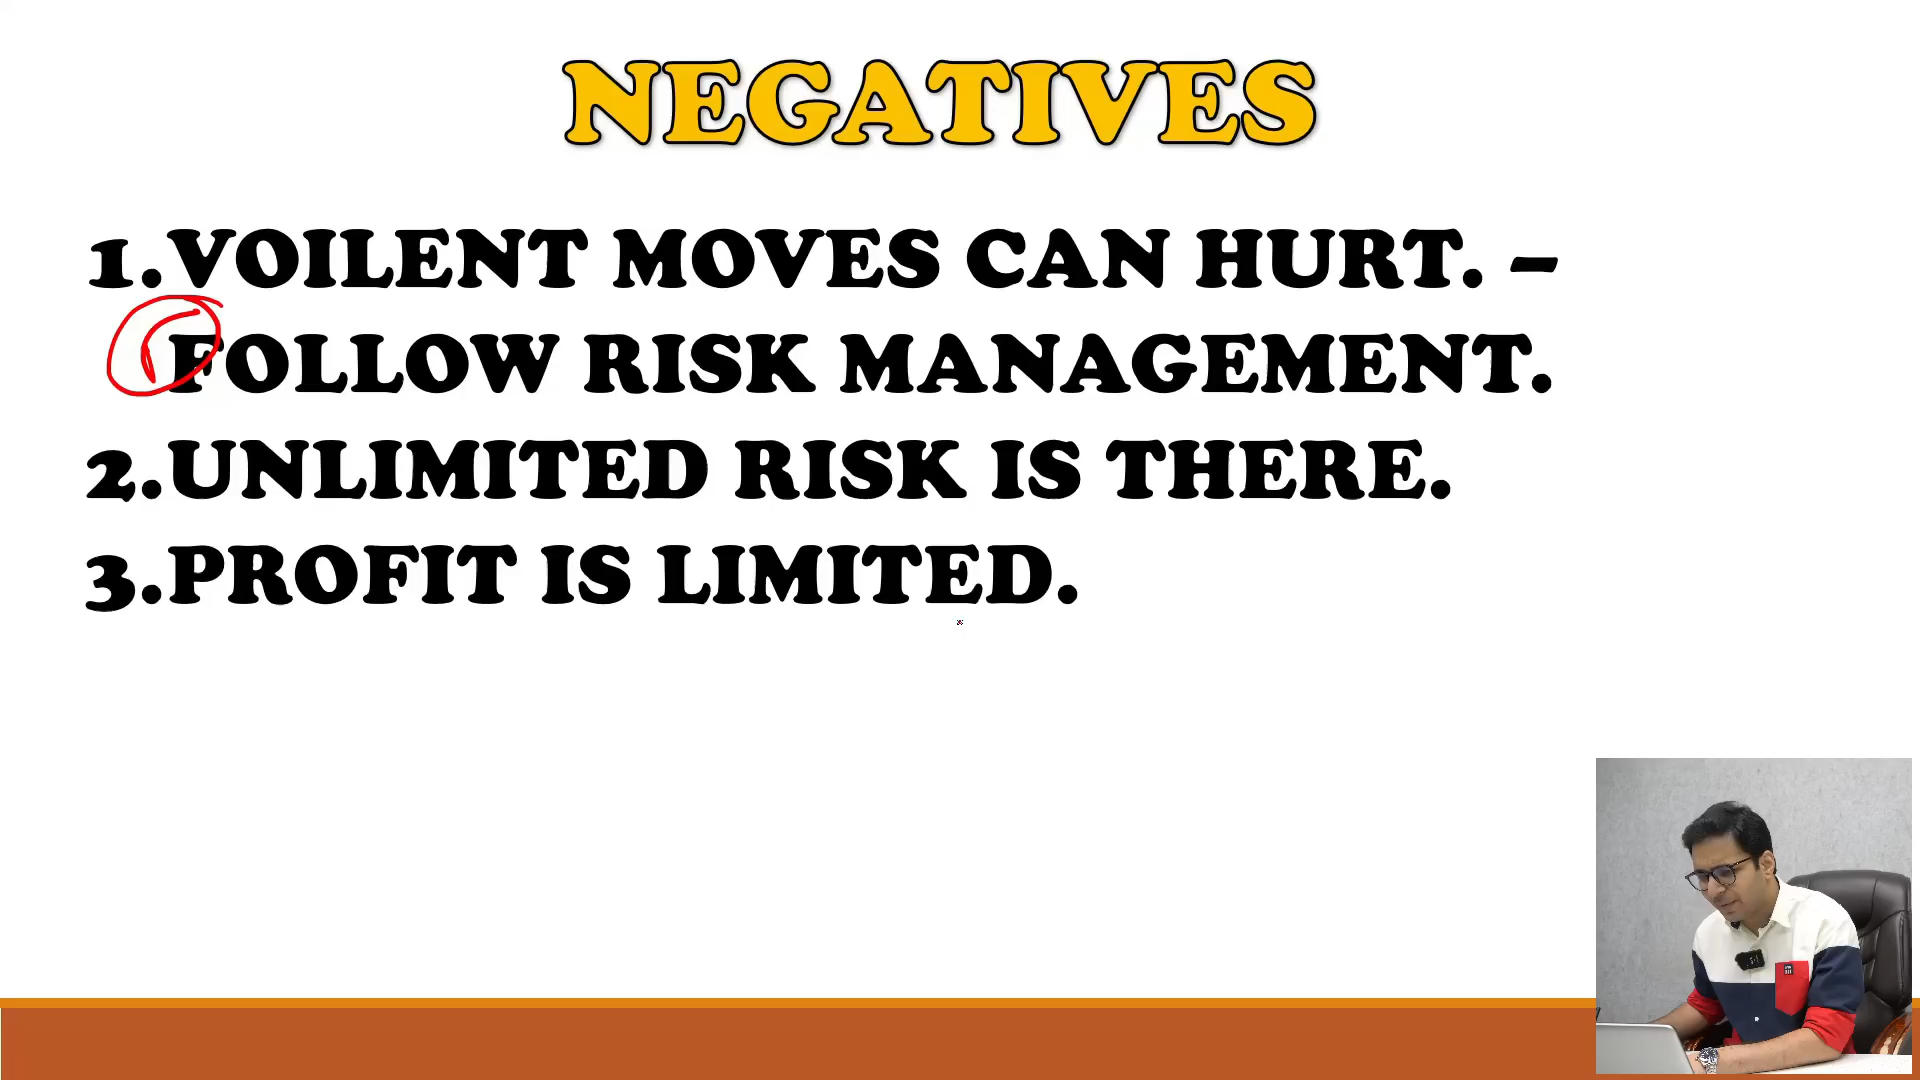 NEGATIVES
1.VOILENT MOVES CAN HURT. –
FOLLOW RISK MANAGEMENT.
2.UNLIMITED RISK IS THERE.
3.PROFIT IS LIMITED.